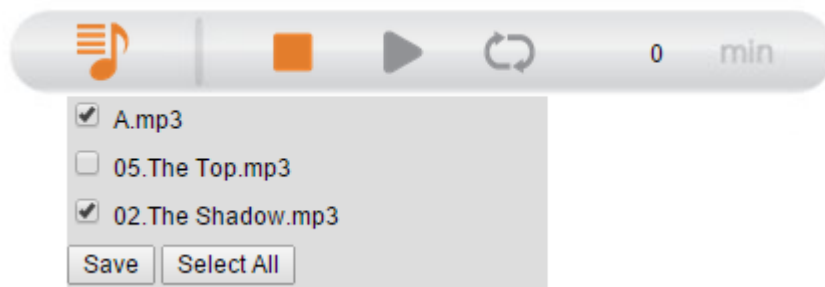 0 min
A.mp3
05.The Top.mp3
02.The Shadow.mp3
Save Select All